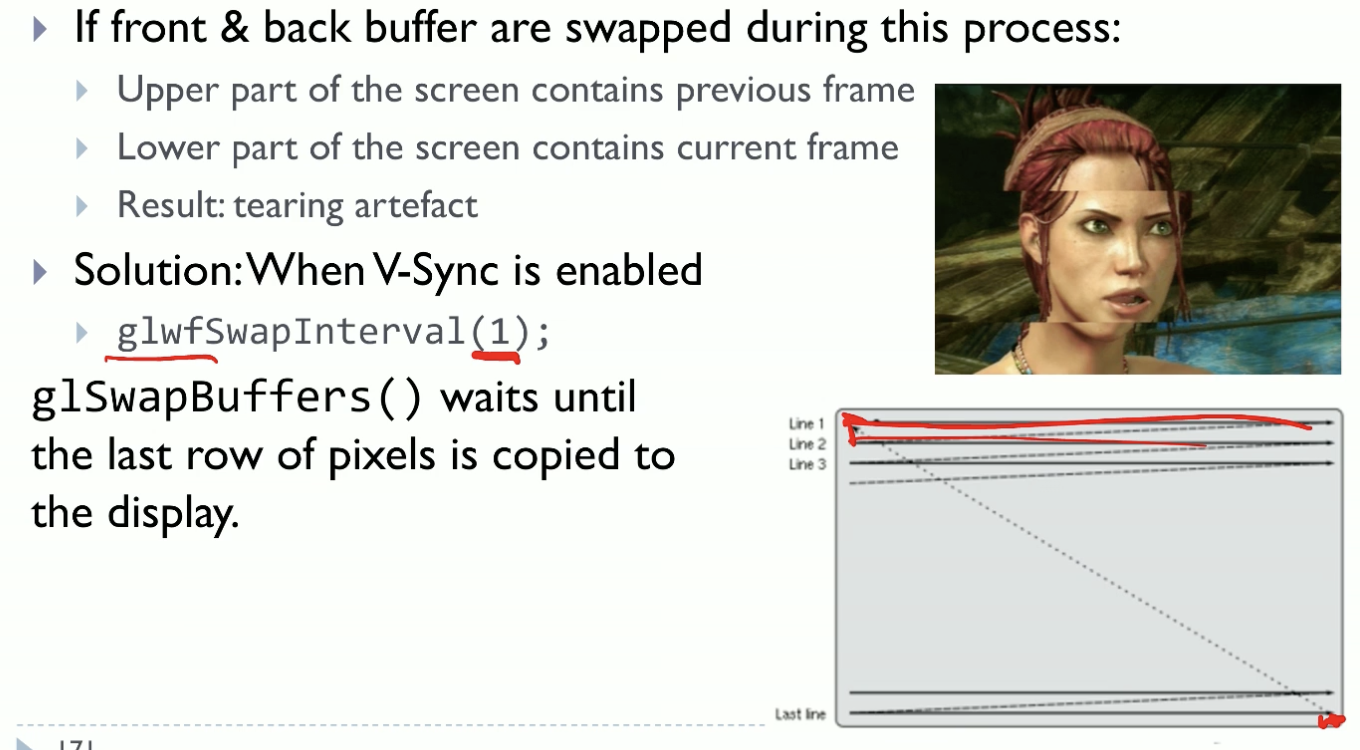 If front & back buffer are swapped during this process:
Upper part of the screen contains previous frame
Lower part of the screen contains current frame
Result: tearing artefact
Solution: When V-Sync is enabled
glwfSwapInterval(1);
glSwapBuffers() waits until
the last row of pixels is copied to
the display.
Line 1
Line 2
Line 3
Last line